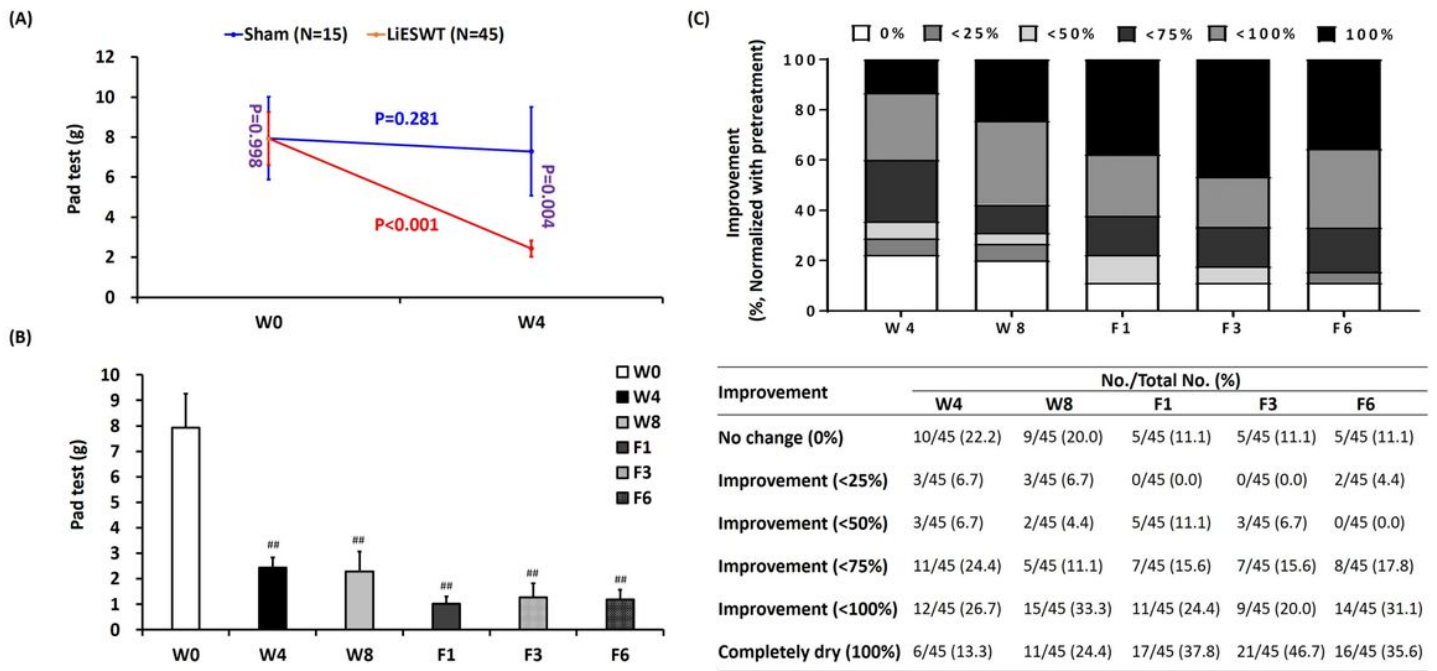 (A)
Sham (N=15) LiESWT (N=45)
Pad test (g)
12
10
8
6
4
2
0
P=0.998
P=0.281
P<0.001
P=0.004
W0 W4
(B)
Pad test (g)
10
9
8
7
6
5
4
3
2
1
0
## ## ## ## ##
W0
W4
W8
F1
F3
F6
W0 W4 W8 F1 F3 F6
(C)
0% <25% <50% <75% <100% 100%
Improvement
(%, Normalized with pretreatment)
100
80
60
40
20
0
W 4 W 8 F 1 F 3 F 6
Improvement No./Total No. (%)
W4 W8 F1 F3 F6
No change (0%) 10/45 (22.2) 9/45 (20.0) 5/45 (11.1) 5/45 (11.1) 5/45 (11.1)
Improvement (<25%) 3/45 (6.7) 3/45 (6.7) 0/45 (0.0) 0/45 (0.0) 2/45 (4.4)
Improvement (<50%) 3/45 (6.7) 2/45 (4.4) 5/45 (11.1) 3/45 (6.7) 0/45 (0.0)
Improvement (<75%) 11/45 (24.4) 5/45 (11.1) 7/45 (15.6) 7/45 (15.6) 8/45 (17.8)
Improvement (<100%) 12/45 (26.7) 15/45 (33.3) 11/45 (24.4) 9/45 (20.0) 14/45 (31.1)
Completely dry (100%) 6/45 (13.3) 11/45 (24.4) 17/45 (37.8) 21/45 (46.7) 16/45 (35.6)